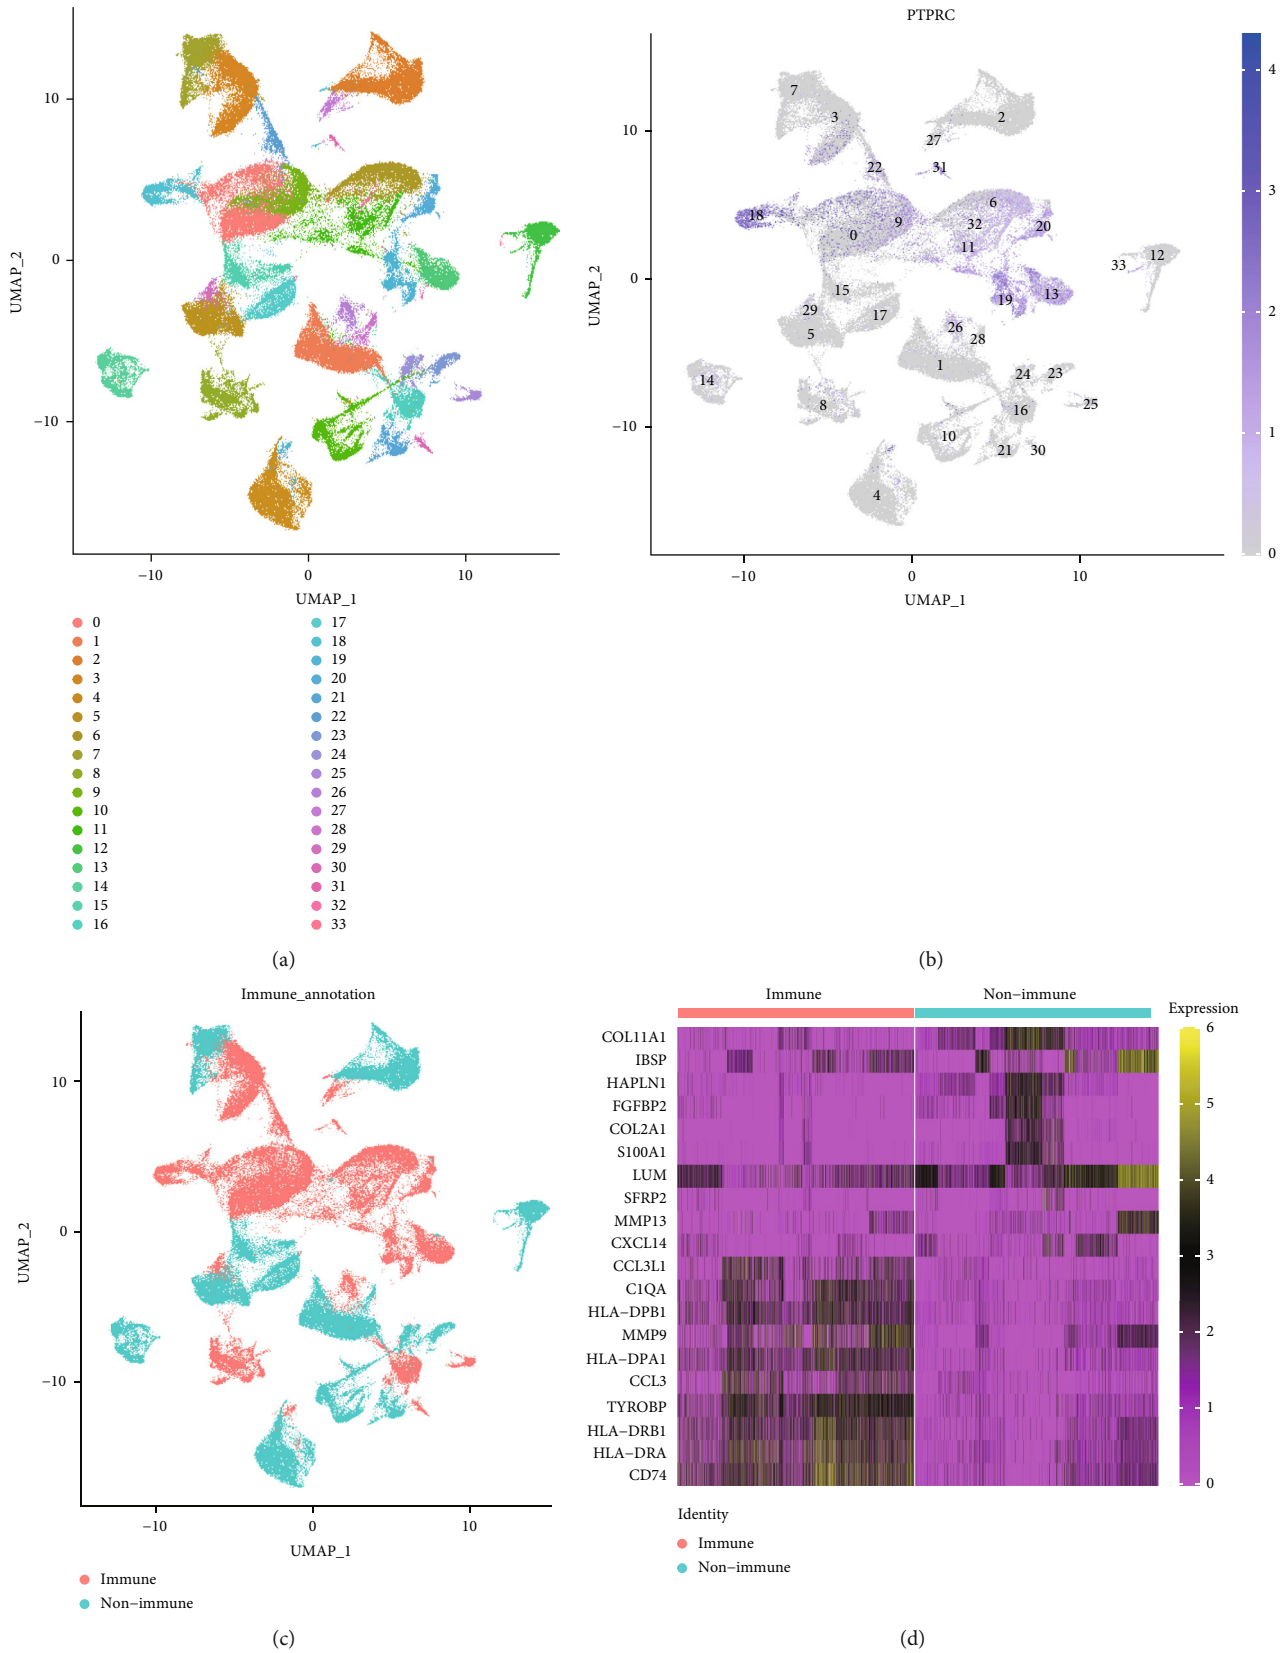 10
0
−10
UMAP_2
−10
0
10
UMAP_1
0
1
2
3
4
5
6
7
8
9
10
11
12
13
14
15
16
17
18
19
20
21
22
23
24
25
26
27
28
29
30
31
32
33
(a)
PTPRC
10
0
−10
UMAP_2
−10
0
10
UMAP_1
7
3
2
27
22
31
18
6
9
32
20
0
11
12
33
15
19
13
29
17
5
26
28
1
14
24
23
8
16
25
10
21
30
4
4
3
2
1
0
(b)
Immune_annotation
10
0
−10
UMAP_2
−10
0
10
UMAP_1
Immune
Non−immune
(c)
Immune Non−immune
Expression
COL11A1
IBSP
HAPLN1
FGFBP2
COL2A1
S100A1
LUM
SFRP2
MMP13
CXCL14
CCL3L1
C1QA
HLA−DPB1
MMP9
HLA−DPA1
CCL3
TYROBP
HLA−DRB1
HLA−DRA
CD74
6
5
4
3
2
1
0
Identity
Immune
Non−immune
(d)